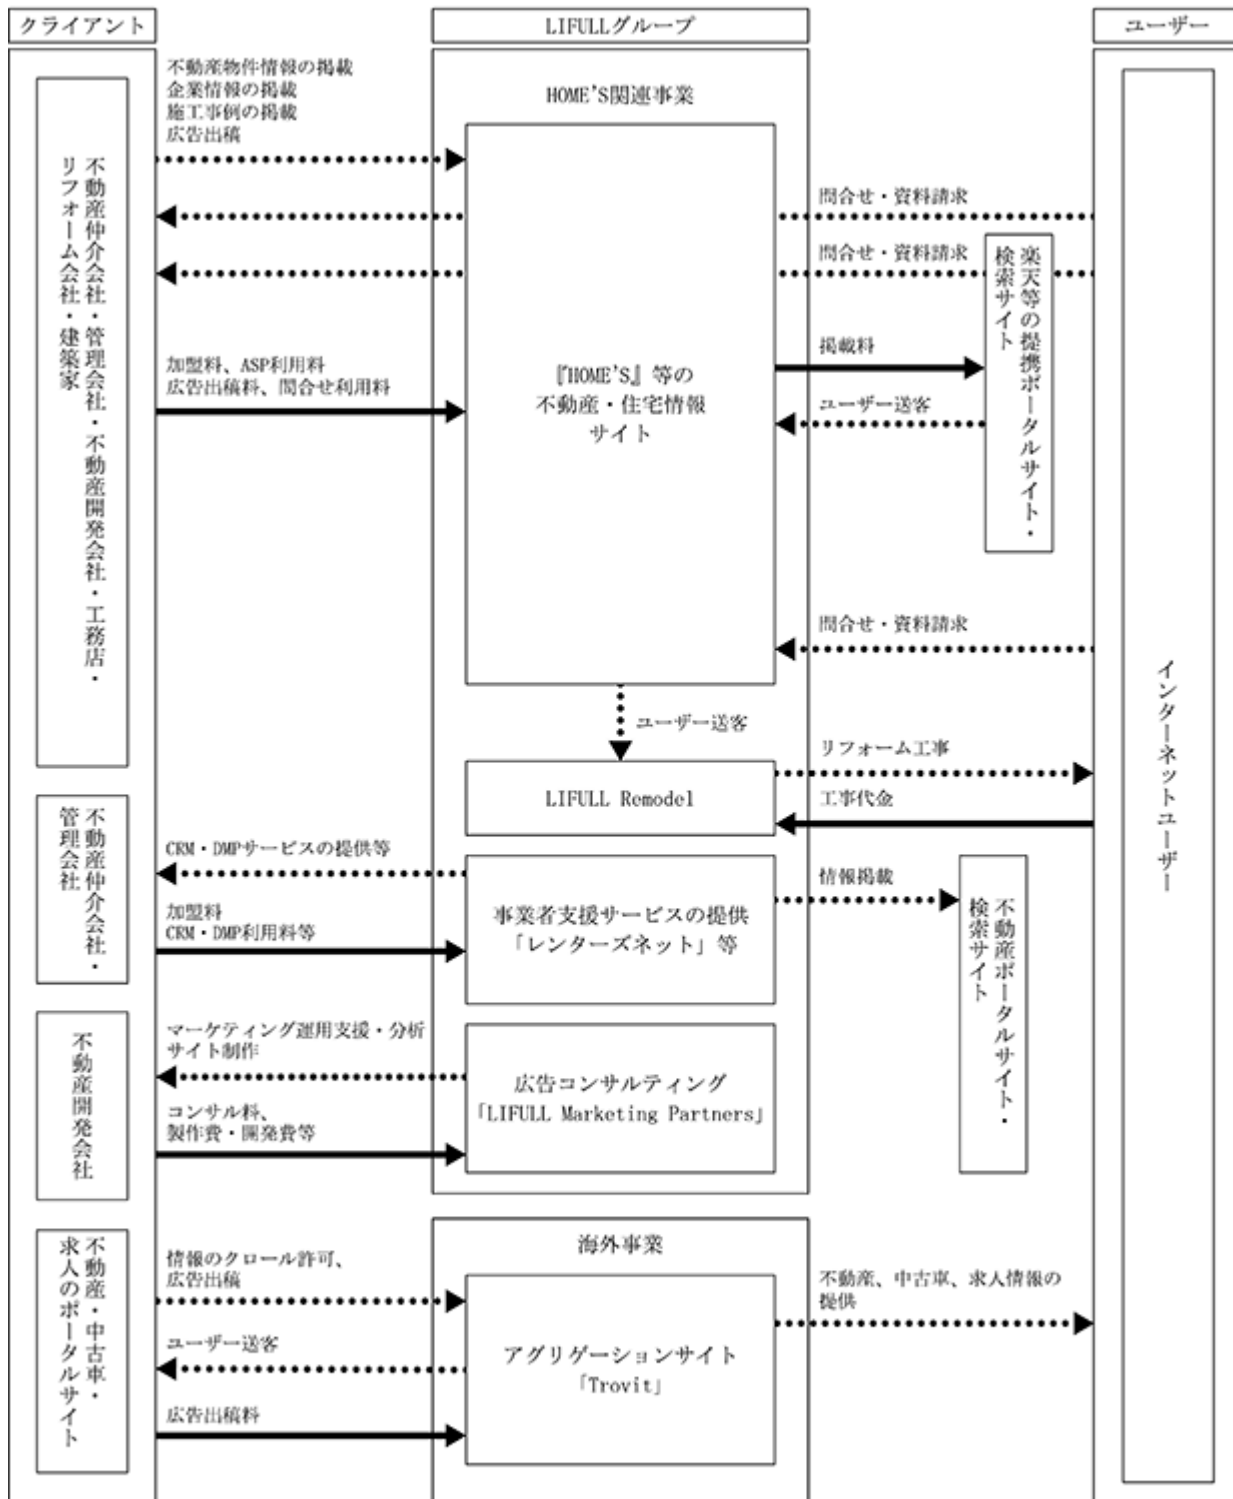 クライアント
LIFULLグループ
ユーザー
不動産仲介会社・管理会社・不動産開発会社・工務店・
リフォーム会社・建築家
不動産物件情報の掲載
企業情報の掲載
施工事例の掲載
広告出稿
加盟料、ASP利用料
広告出稿料、問合せ利用料
HOME'S関連事業
『HOME'S』等の
不動産・住宅情報
サイト
問合せ・資料請求
問合せ・資料請求
掲載料
ユーザー送客
楽天等の提携ポータルサイト・
検索サイト
問合せ・資料請求
インターネットユーザー
ユーザー送客
LIFULL Remodel
リフォーム工事
工事代金
不動産仲介会社・
管理会社
CRM・DMPサービスの提供等
加盟料
CRM・DMP利用料等
事業者支援サービスの提供
「レンターズネット」等
情報掲載
不動産ポータルサイト・
検索サイト
不動産開発会社
マーケティング運用支援・分析
サイト制作
コンサル料、
製作費・開発費等
広告コンサルティング
「LIFULL Marketing Partners」
不動産・中古車・
求人のポータルサイト
情報のクロール許可、
広告出稿
ユーザー送客
広告出稿料
海外事業
アグリゲーションサイト
「Trovit」
不動産、中古車、求人情報の
提供